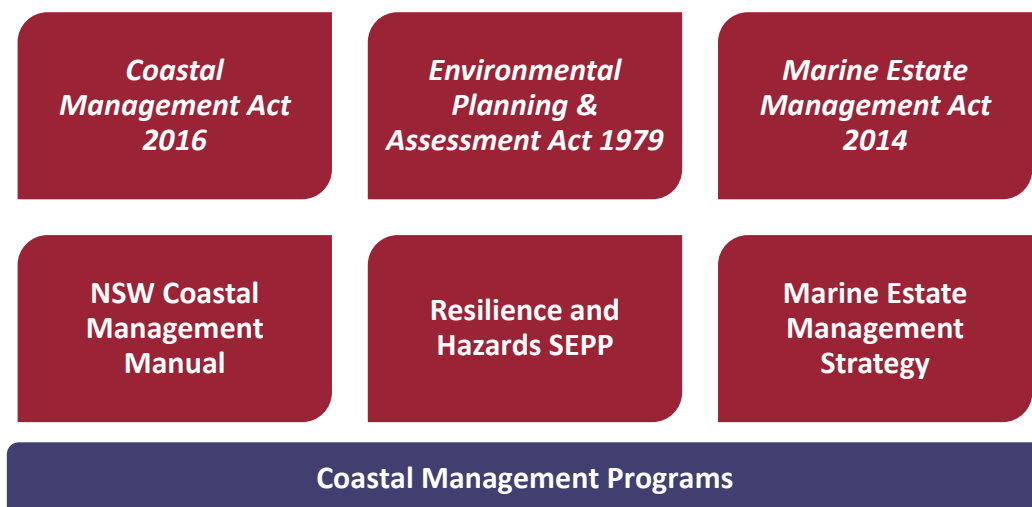 Coastal
Management Act
2016
Environmental
Planning &
Assessment Act 1979
Marine Estate
Management Act
2014
NSW Coastal
Management
Manual
Resilience and
Hazards SEPP
Marine Estate
Management
Strategy
Coastal Management Programs